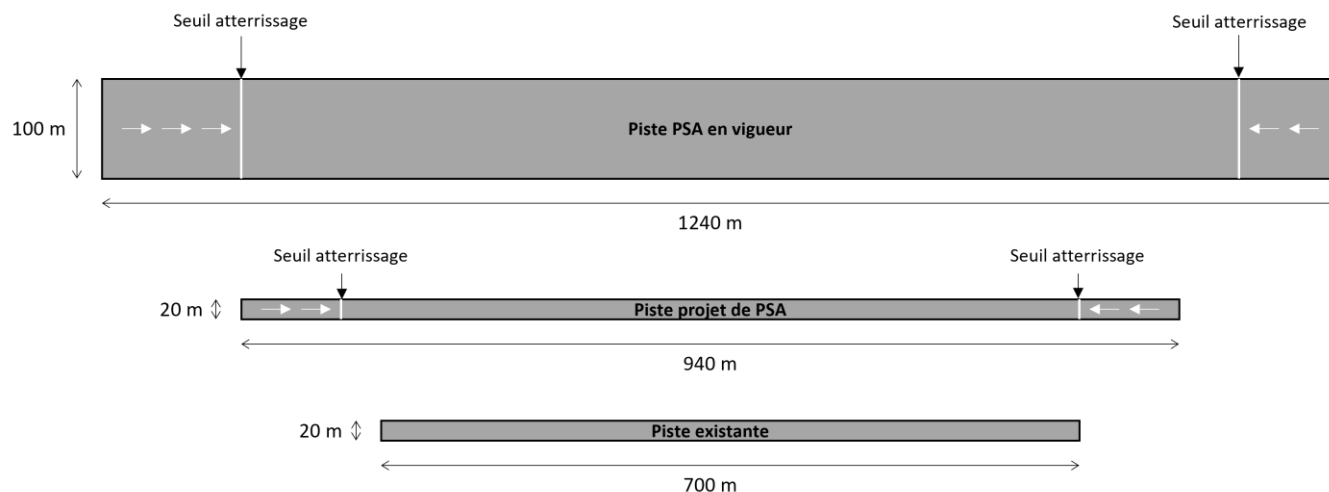 Seuil atterrissage
Seuil atterrissage
100 m
Piste PSA en vigueur
1240 m
Seuil atterrissage
Seuil atterrissage
20 m
Piste projet de PSA
940 m
20 m
Piste existante
700 m